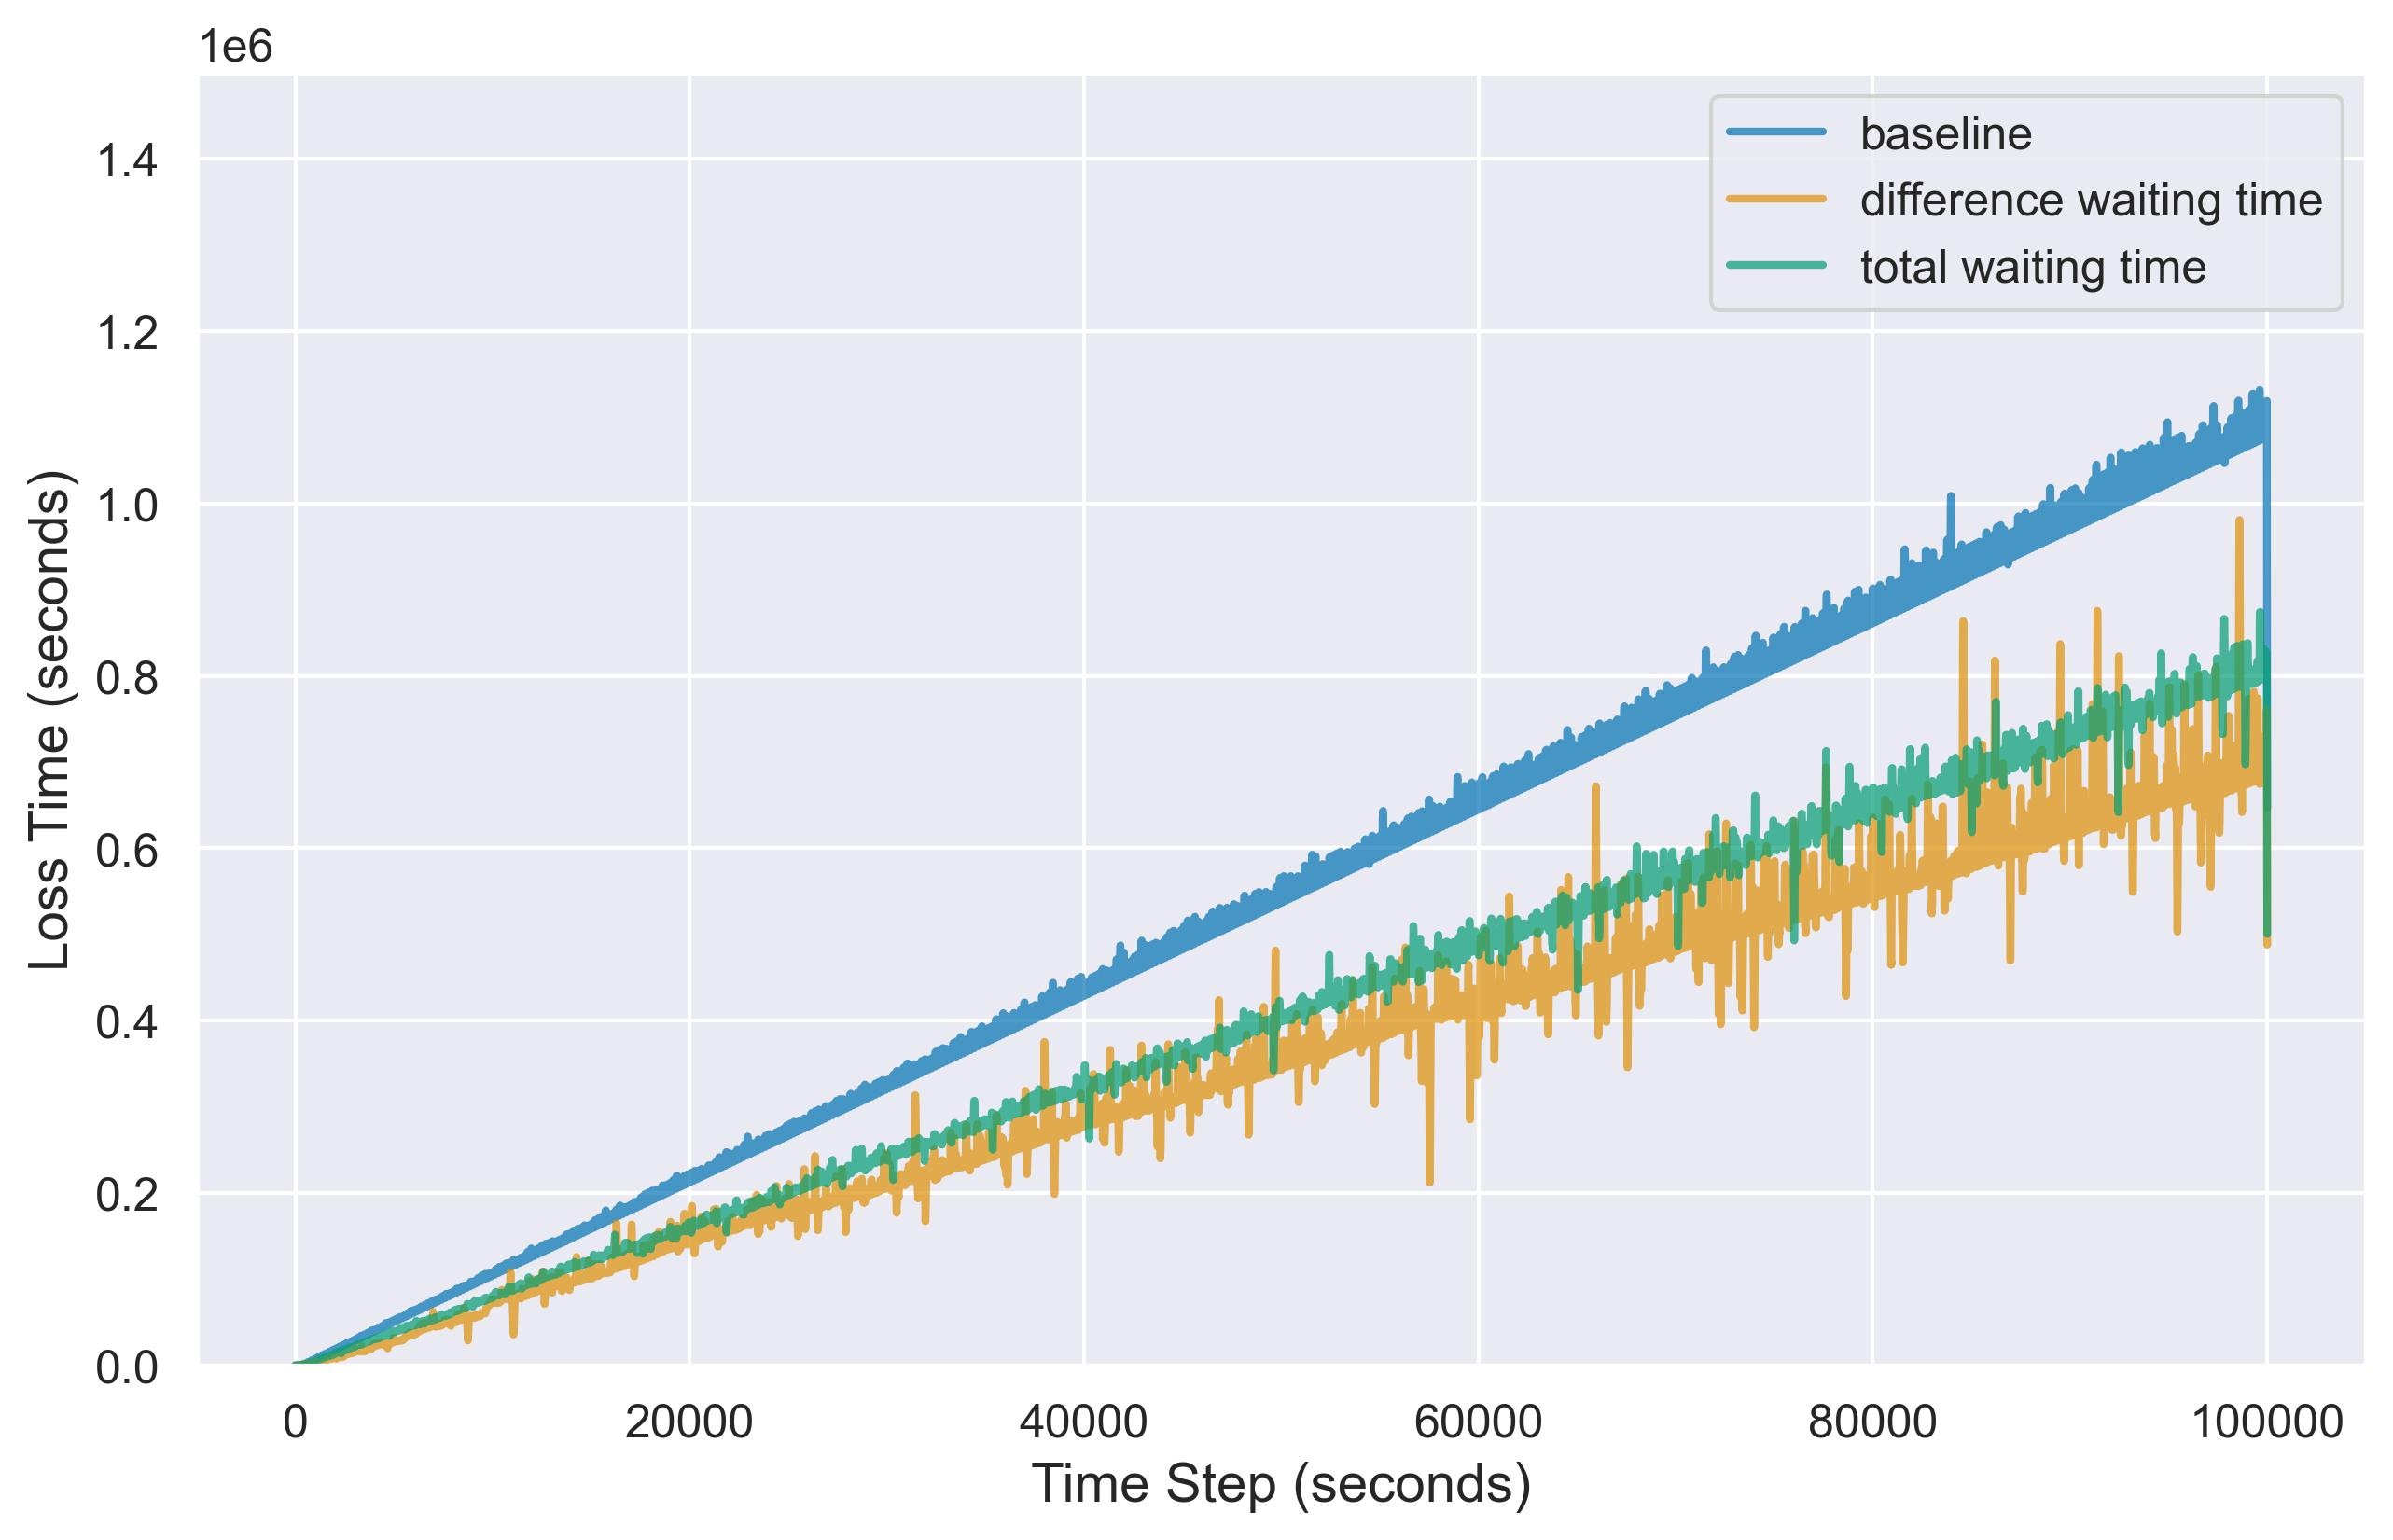 1e6
baseline
difference waiting time
total waiting time
1.4
1.2
1.0
0.8
0.6
0.4
0.2
0.0
Loss Time (seconds)
0 20000 40000 60000 80000 100000
Time Step (seconds)